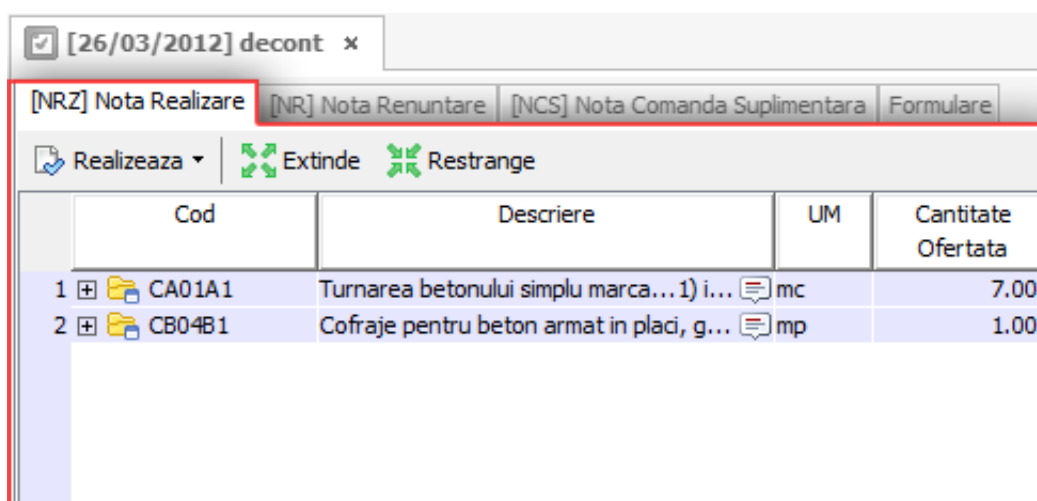 [26/03/2012] decont ×
[NRZ] Nota Realizare [NR] Nota Renuntare [NCS] Nota Comanda Suplimentara Formulare
Realizeaza Extinde Restrange
Cod Descriere UM Cantitate
Ofertata
1 CA01A1 Turnarea betonului simplu marca...1) i... mc 7.00
2 CB04B1 Cofraje pentru beton armat in placi, g... mp 1.00